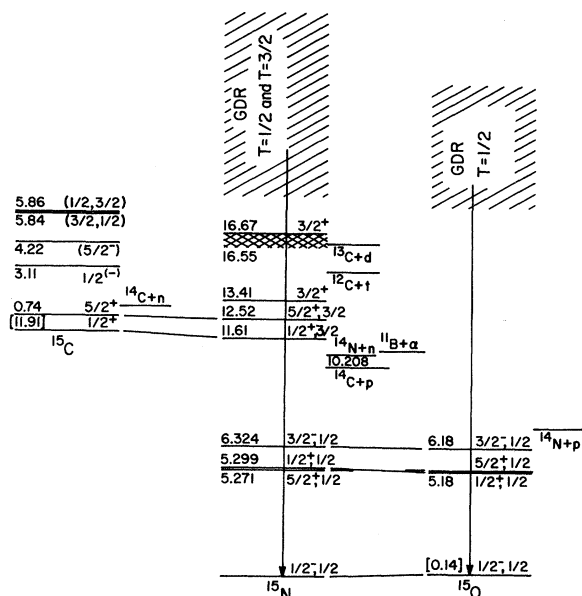 GDR
T=1/2 and T=3/2
GDR
T=1/2
5.86 (1/2,3/2)
5.84 (3/2,1/2)
4.22 (5/2⁻)
3.11 1/2⁽⁻⁾
¹⁴C+n
0.74 5/2⁺
[11.91] 1/2⁺
¹⁵C
16.67 3/2⁺
16.55
¹³C+d
¹²C+t
13.41 3/2⁺
12.52 5/2⁺,3/2
11.61 1/2⁺,3/2
¹⁴N+n
¹¹B+α
10.208
¹⁴C+p
6.324 3/2⁻,1/2
5.299 1/2⁺,1/2
5.271 5/2⁺,1/2
1/2⁻,1/2
¹⁵N
¹⁴N+p
6.18 3/2⁻,1/2
5/2⁺,1/2
5.18 1/2⁺,1/2
[0.14] 1/2⁻,1/2
¹⁵O